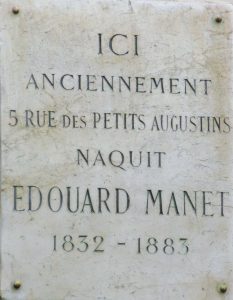 ICI
ANCIENNEMENT
5 RUE DES PETITS AUGUSTINS
NAQUIT
EDOUARD MANET
1832 - 1883